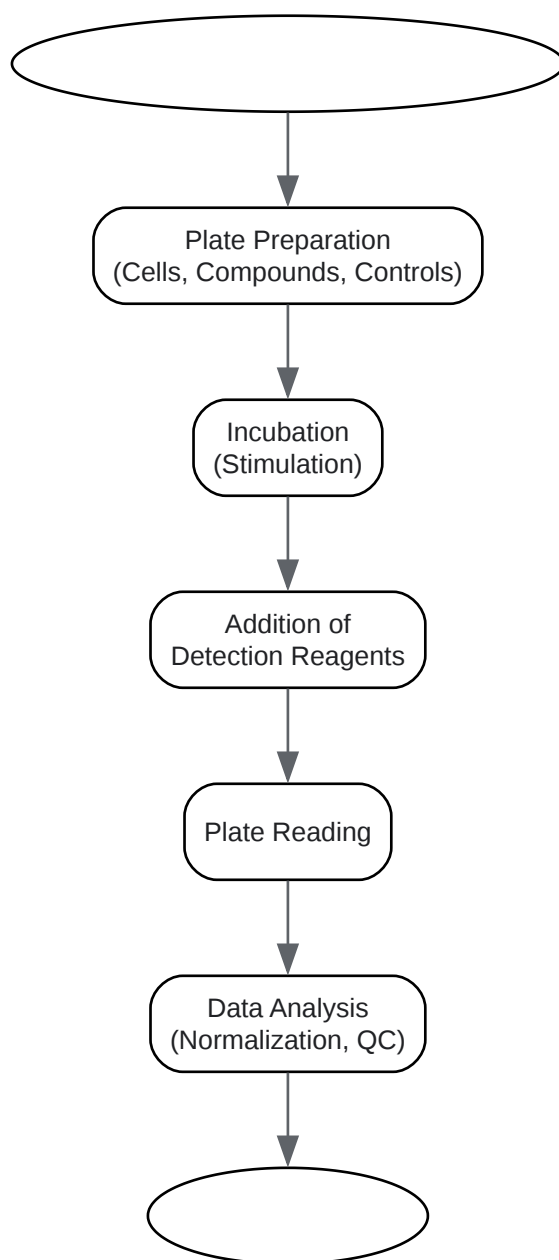 Plate Preparation
(Cells, Compounds, Controls)
Incubation
(Stimulation)
Addition of
Detection Reagents
Plate Reading
Data Analysis
(Normalization, QC)